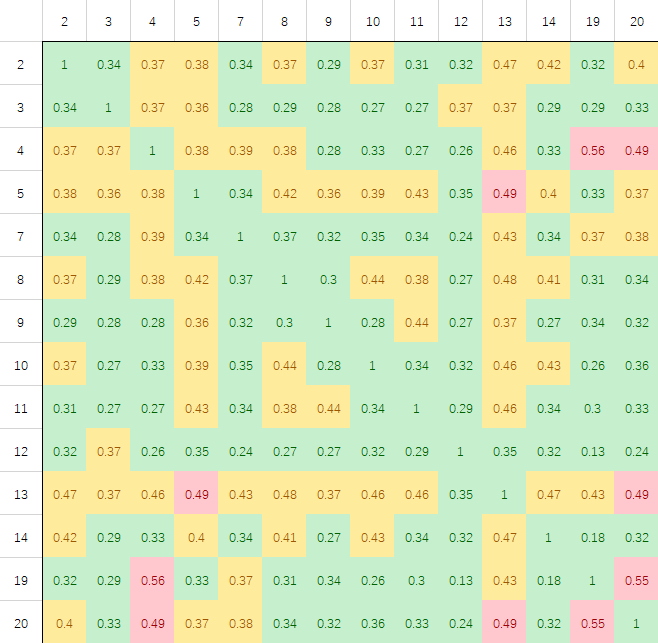 2 3 4 5 7 8 9 10 11 12 13 14 19 20
2 1 0.34 0.37 0.38 0.34 0.37 0.29 0.37 0.31 0.32 0.47 0.42 0.32 0.4
3 0.34 1 0.37 0.36 0.28 0.29 0.28 0.27 0.27 0.37 0.37 0.29 0.29 0.33
4 0.37 0.37 1 0.38 0.39 0.38 0.28 0.33 0.27 0.26 0.46 0.33 0.56 0.49
5 0.38 0.36 0.38 1 0.34 0.42 0.36 0.39 0.43 0.35 0.49 0.4 0.33 0.37
7 0.34 0.28 0.39 0.34 1 0.37 0.32 0.35 0.34 0.24 0.43 0.34 0.37 0.38
8 0.37 0.29 0.38 0.42 0.37 1 0.3 0.44 0.38 0.27 0.48 0.41 0.31 0.34
9 0.29 0.28 0.28 0.36 0.32 0.3 1 0.28 0.44 0.27 0.37 0.27 0.34 0.32
10 0.37 0.27 0.33 0.39 0.35 0.44 0.28 1 0.34 0.32 0.46 0.43 0.26 0.36
11 0.31 0.27 0.27 0.43 0.34 0.38 0.44 0.34 1 0.29 0.46 0.34 0.3 0.33
12 0.32 0.37 0.26 0.35 0.24 0.27 0.27 0.32 0.29 1 0.35 0.32 0.13 0.24
13 0.47 0.37 0.46 0.49 0.43 0.48 0.37 0.46 0.46 0.35 1 0.47 0.43 0.49
14 0.42 0.29 0.33 0.4 0.34 0.41 0.27 0.43 0.34 0.32 0.47 1 0.18 0.32
19 0.32 0.29 0.56 0.33 0.37 0.31 0.34 0.26 0.3 0.13 0.43 0.18 1 0.55
20 0.4 0.33 0.49 0.37 0.38 0.34 0.32 0.36 0.33 0.24 0.49 0.32 0.55 1